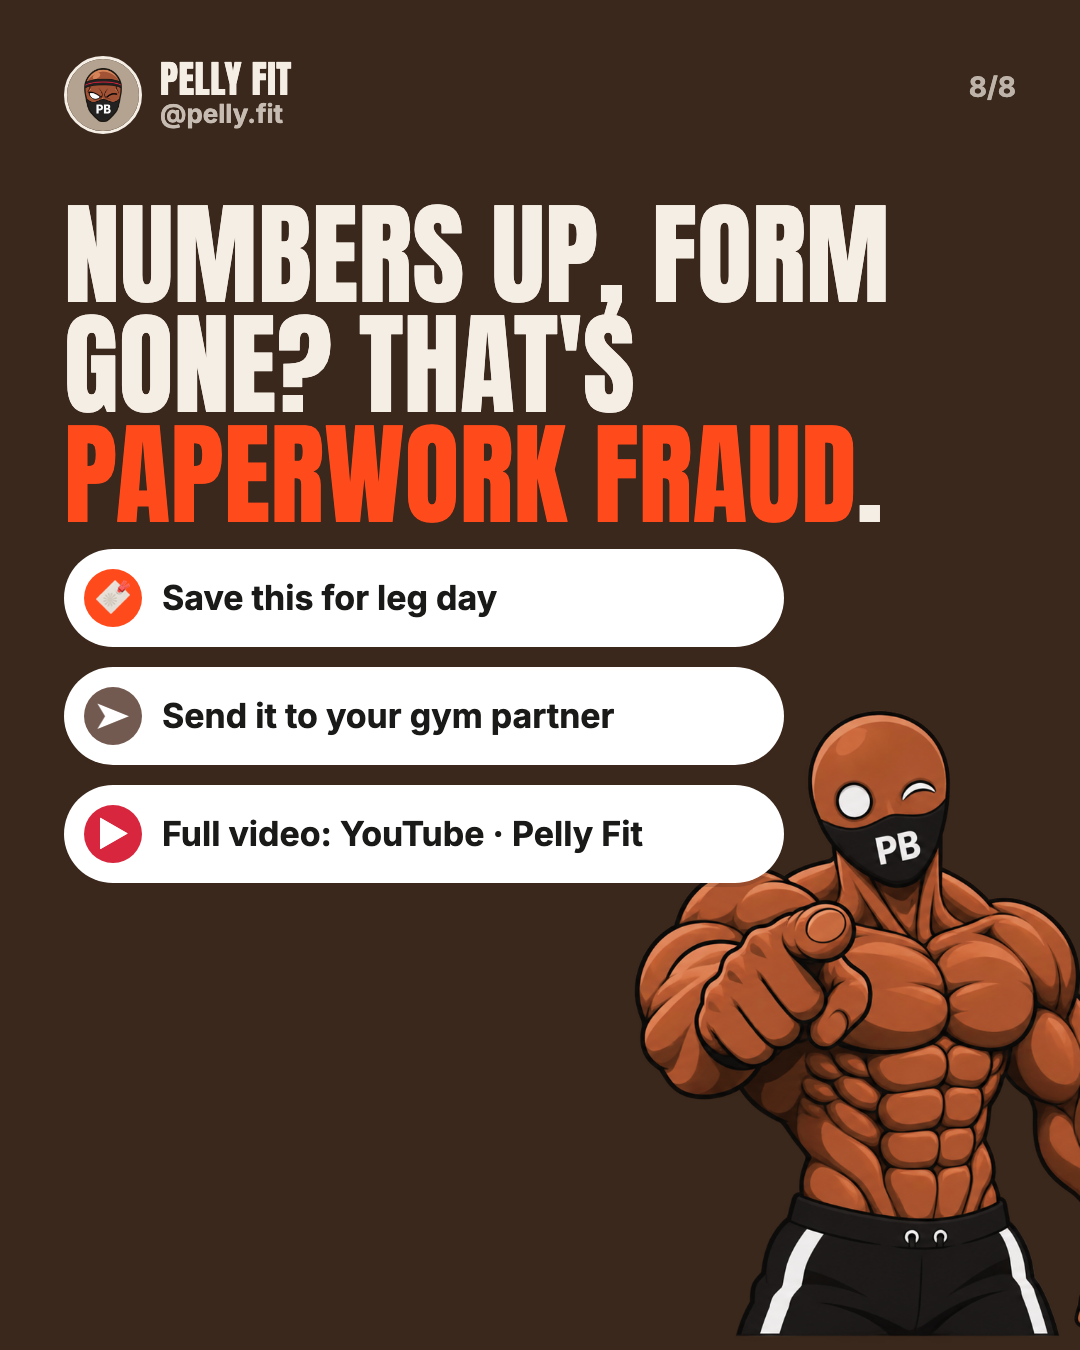 PELLY FIT
@pelly.fit
8/8
PB
NUMBERS UP, FORM
GONE? THAT'S
PAPERWORK FRAUD.
Save this for leg day
Send it to your gym partner
Full video: YouTube · Pelly Fit
PB